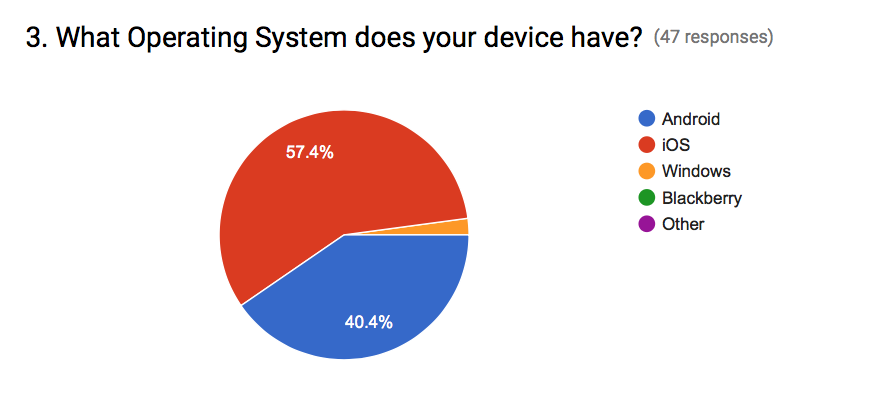 3. What Operating System does your device have? (47 responses)
57.4%
40.4%
Android
iOS
Windows
Blackberry
Other